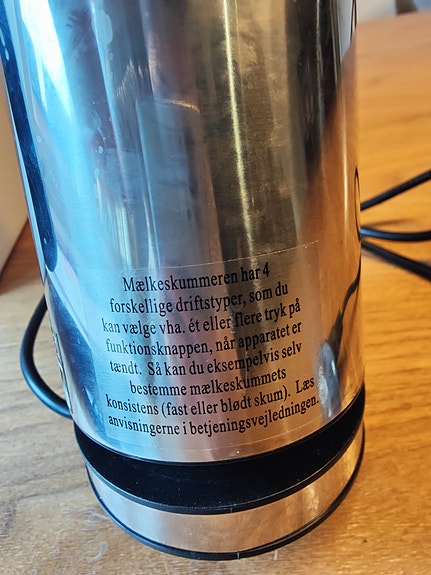 Mælkeskummeren har 4
forskellige driftstyper, som du
kan vælge vha. ét eller flere tryk på
funktionsknappen, når apparatet er
tændt. Så kan du eksempelvis selv
bestemme mælkeskummets
konsistens (fast eller blødt skum). Læs
anvisningerne i betjeningsvejledningen.